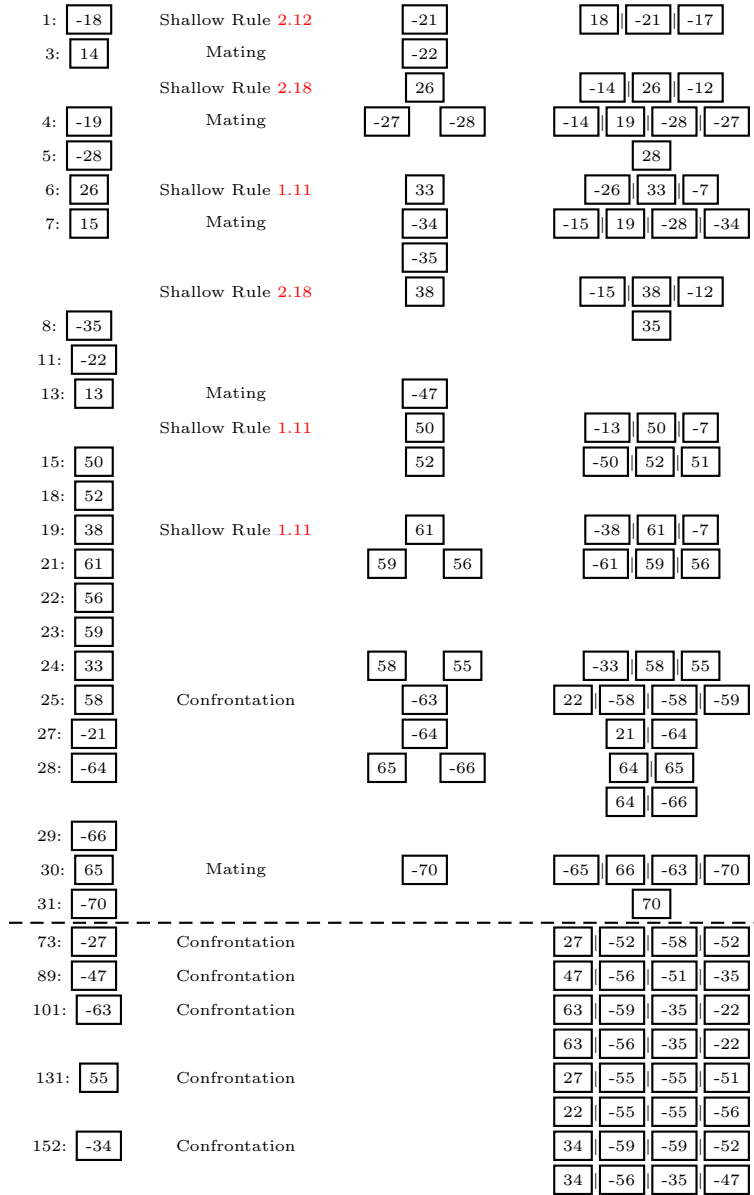 1: -18 Shallow Rule 2.12 -21 18 | -21 | -17
3: 14 Mating -22
Shallow Rule 2.18 26 -14 | 26 | -12
4: -19 Mating -27 -28 -14 | 19 | -28 | -27
5: -28 28
6: 26 Shallow Rule 1.11 33 -26 | 33 | -7
7: 15 Mating -34 -15 | 19 | -28 | -34
-35
Shallow Rule 2.18 38 -15 | 38 | -12
8: -35 35
11: -22
13: 13 Mating -47
Shallow Rule 1.11 50 -13 | 50 | -7
15: 50 52 -50 | 52 | 51
18: 52
19: 38 Shallow Rule 1.11 61 -38 | 61 | -7
21: 61 59 56 -61 | 59 | 56
22: 56
23: 59
24: 33 58 55 -33 | 58 | 55
25: 58 Confrontation -63 22 | -58 | -58 | -59
27: -21 -64 21 | -64
28: -64 65 -66 64 | 65
64 | -66
29: -66
30: 65 Mating -70 -65 | 66 | -63 | -70
31: -70 70
73: -27 Confrontation 27 | -52 | -58 | -52
89: -47 Confrontation 47 | -56 | -51 | -35
101: -63 Confrontation 63 | -59 | -35 | -22
63 | -56 | -35 | -22
131: 55 Confrontation 27 | -55 | -55 | -51
22 | -55 | -55 | -56
152: -34 Confrontation 34 | -59 | -59 | -52
34 | -56 | -35 | -47